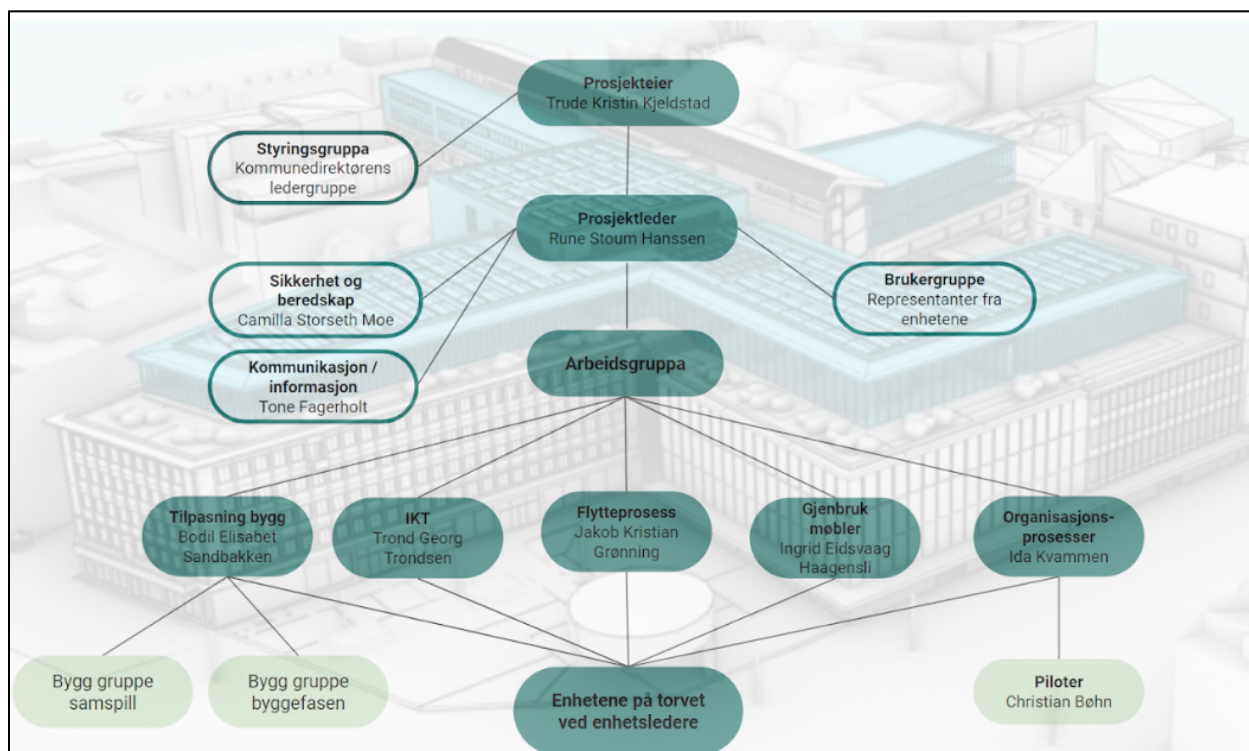 Prosjekteier
Trude Kristin Kjeldstad
Styringsgruppa
Kommunedirektørens
ledergruppe
Prosjektleder
Rune Stoum Hanssen
Sikkerhet og
beredskap
Camilla Storseth Moe
Brukergruppe
Representanter fra
enhetene
Kommunikasjon /
informasjon
Tone Fagerholt
Arbeidsgruppa
Tilpasning bygg
Bodil Elisabet
Sandbakken
IKT
Trond Georg
Trondsen
Flytteprosess
Jakob Kristian
Grønning
Gjenbruk
møbler
Ingrid Eidsvaag
Haagensli
Organisasjons-
prosesser
Ida Kvammen
Bygg gruppe
samspill
Bygg gruppe
byggefasen
Enhetene på torvet
ved enhetsledere
Piloter
Christian Bøhn